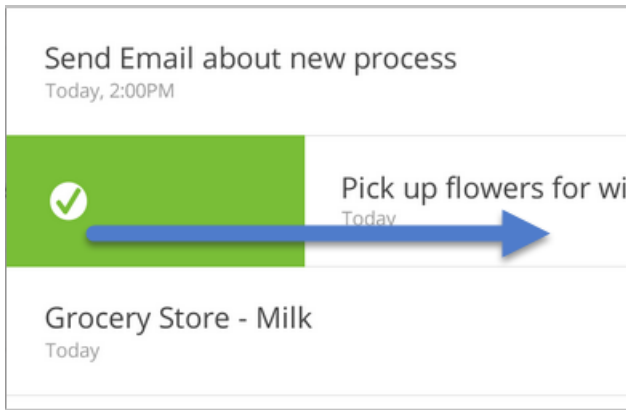 Send Email about new process
Today, 2:00PM
Pick up flowers for wi
Today
Grocery Store - Milk
Today